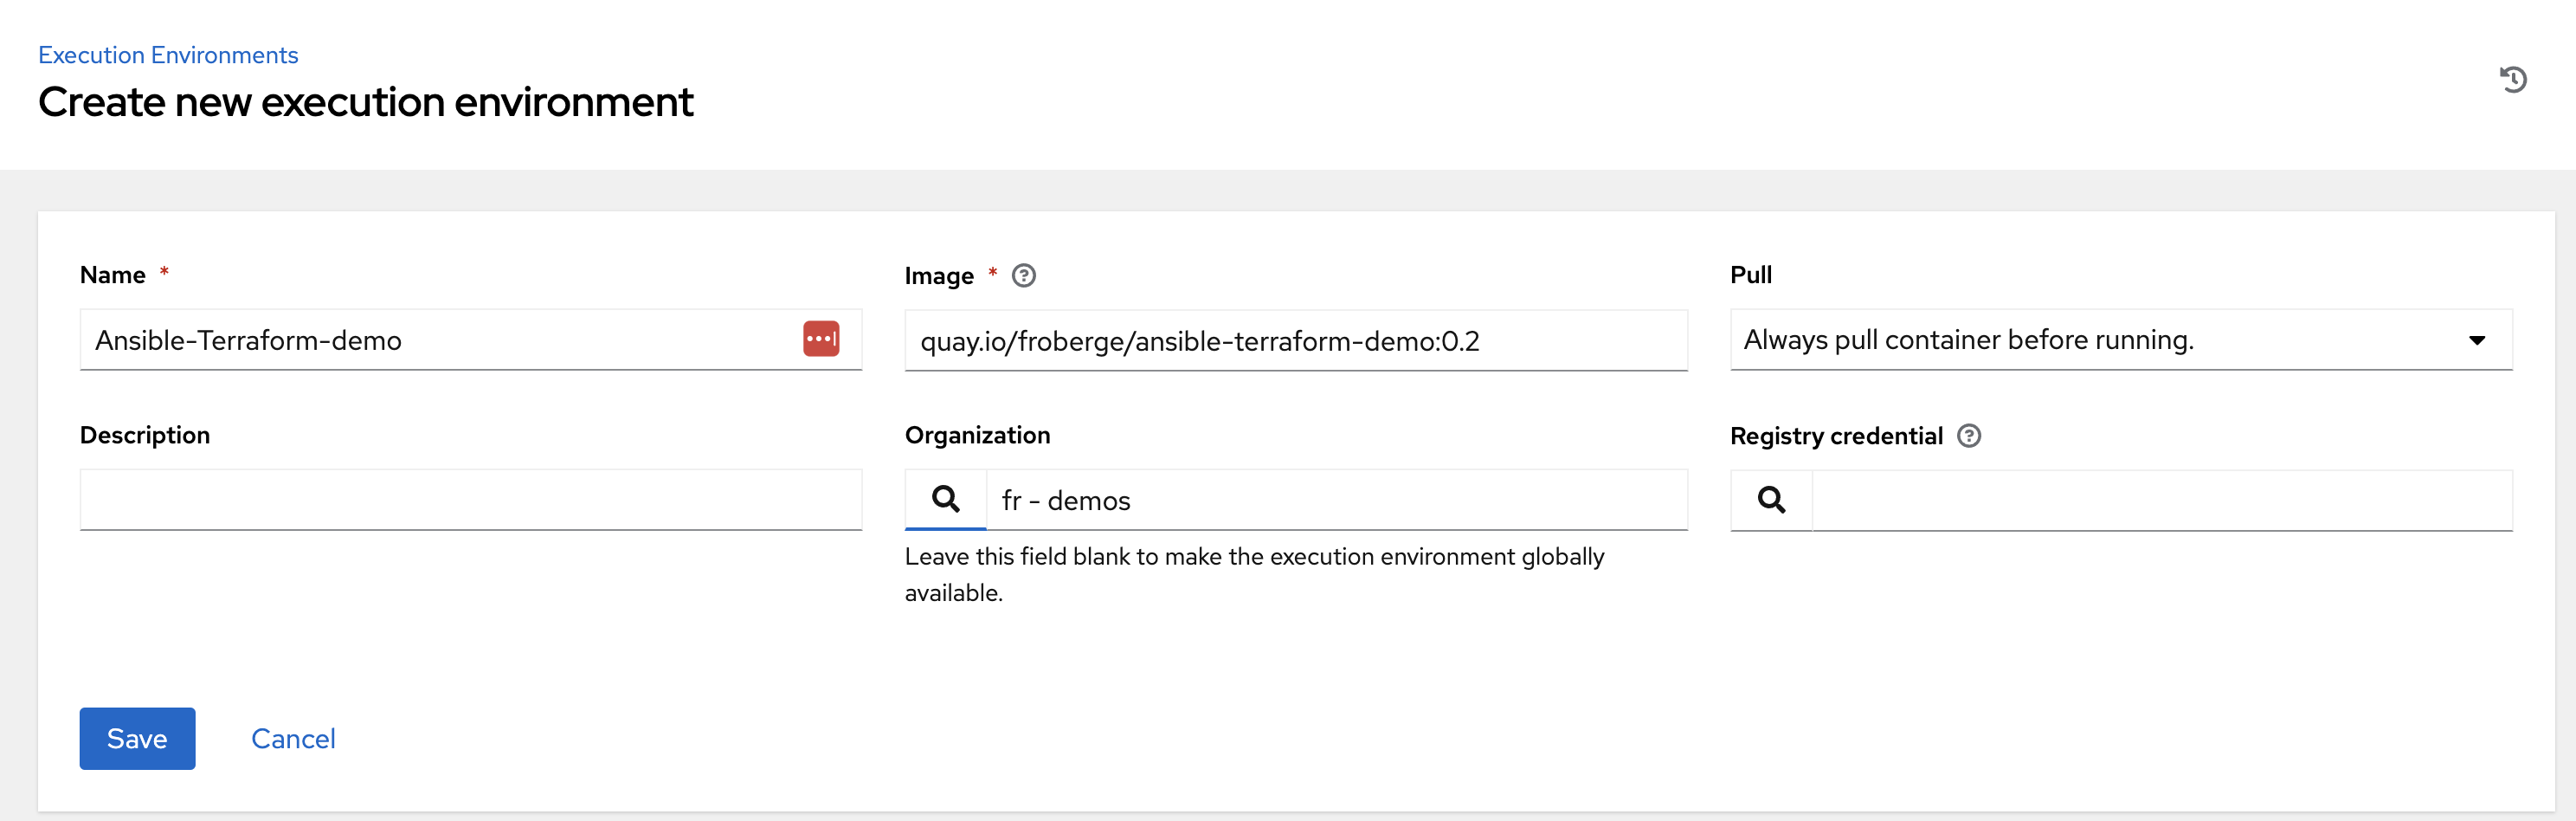 Execution Environments
Create new execution environment
Name *
Image *
Pull
Ansible-Terraform-demo
quay.io/froberge/ansible-terraform-demo:0.2
Always pull container before running.
Description
Organization
Registry credential
fr - demos
Leave this field blank to make the execution environment globally
available.
Save
Cancel